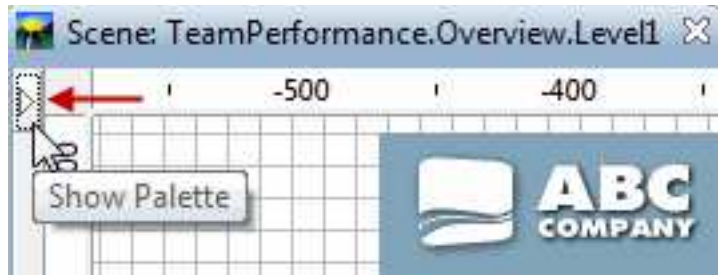 Scene: TeamPerformance.Overview.Level1
-500 -400
Show Palette
ABC
COMPANY